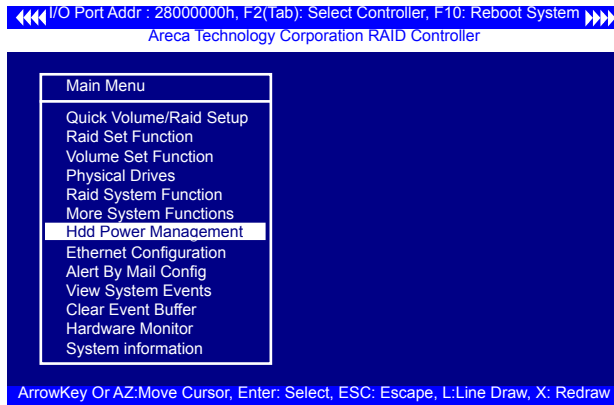 I/O Port Addr : 28000000h, F2(Tab): Select Controller, F10: Reboot System
Areca Technology Corporation RAID Controller
Main Menu
Quick Volume/Raid Setup
Raid Set Function
Volume Set Function
Physical Drives
Raid System Function
More System Functions
Hdd Power Management
Ethernet Configuration
Alert By Mail Config
View System Events
Clear Event Buffer
Hardware Monitor
System information
ArrowKey Or AZ:Move Cursor, Enter: Select, ESC: Escape, L:Line Draw, X: Redraw